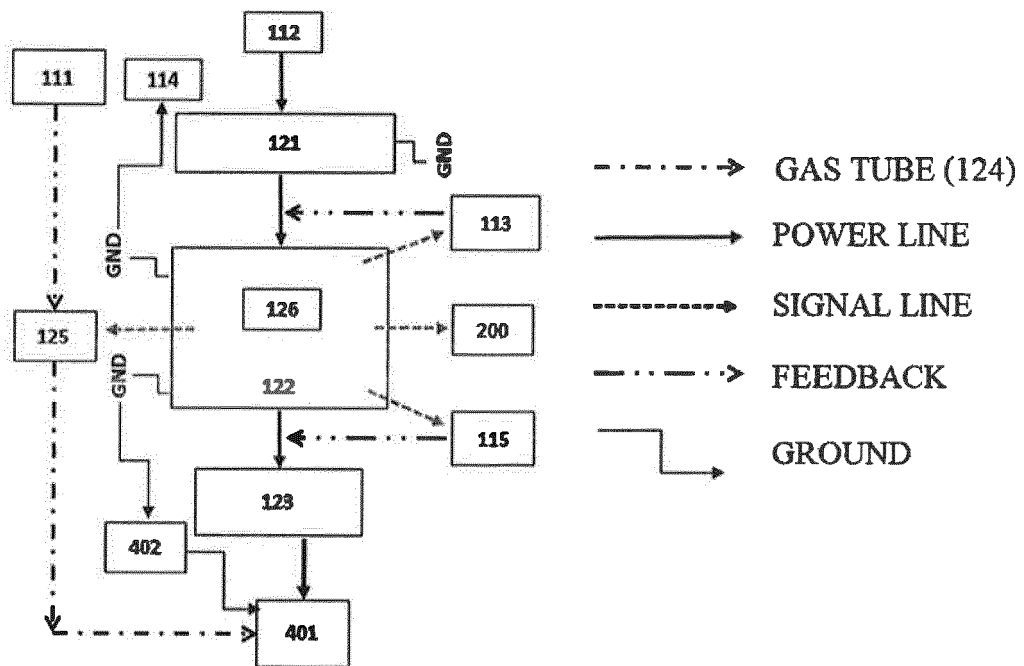 112
111
114
121
GND
GAS TUBE (124)
113
POWER LINE
GND
126
SIGNAL LINE
125
200
GND
122
FEEDBACK
115
GROUND
123
402
401